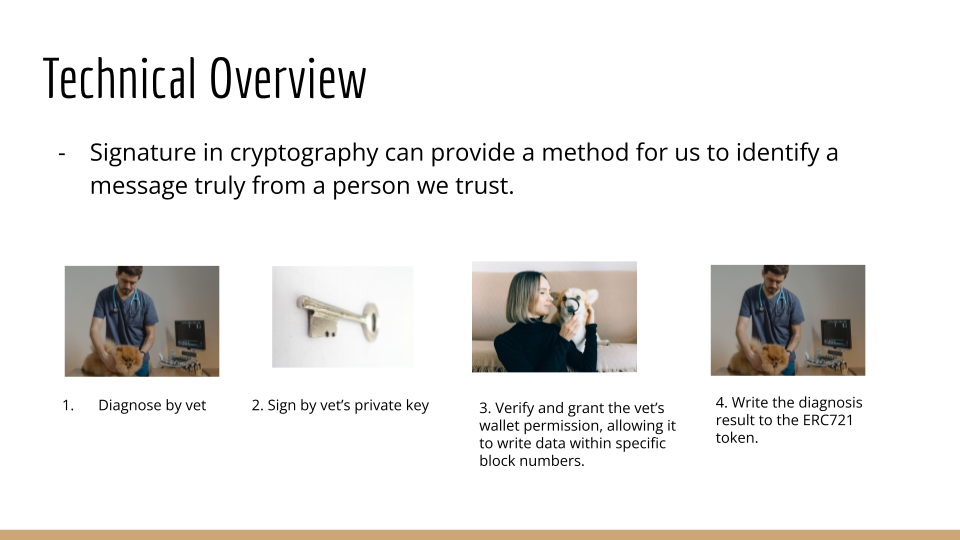 Technical Overview
- Signature in cryptography can provide a method for us to identify a
message truly from a person we trust.
1. Diagnose by vet
2. Sign by vet’s private key
3. Verify and grant the vet’s
wallet permission, allowing it
to write data within specific
block numbers.
4. Write the diagnosis
result to the ERC721
token.